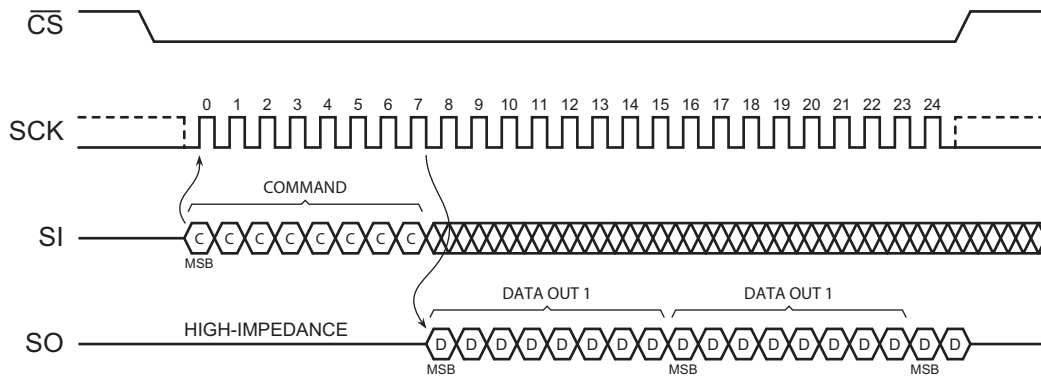 CS
0 1 2 3 4 5 6 7 8 9 10 11 12 13 14 15 16 17 18 19 20 21 22 23 24
SCK
COMMAND
SI
C C C C C C C C
MSB
DATA OUT 1 DATA OUT 1
HIGH-IMPEDANCE
SO
D D D D D D D D D D D D D D D D D D
MSB MSB MSB